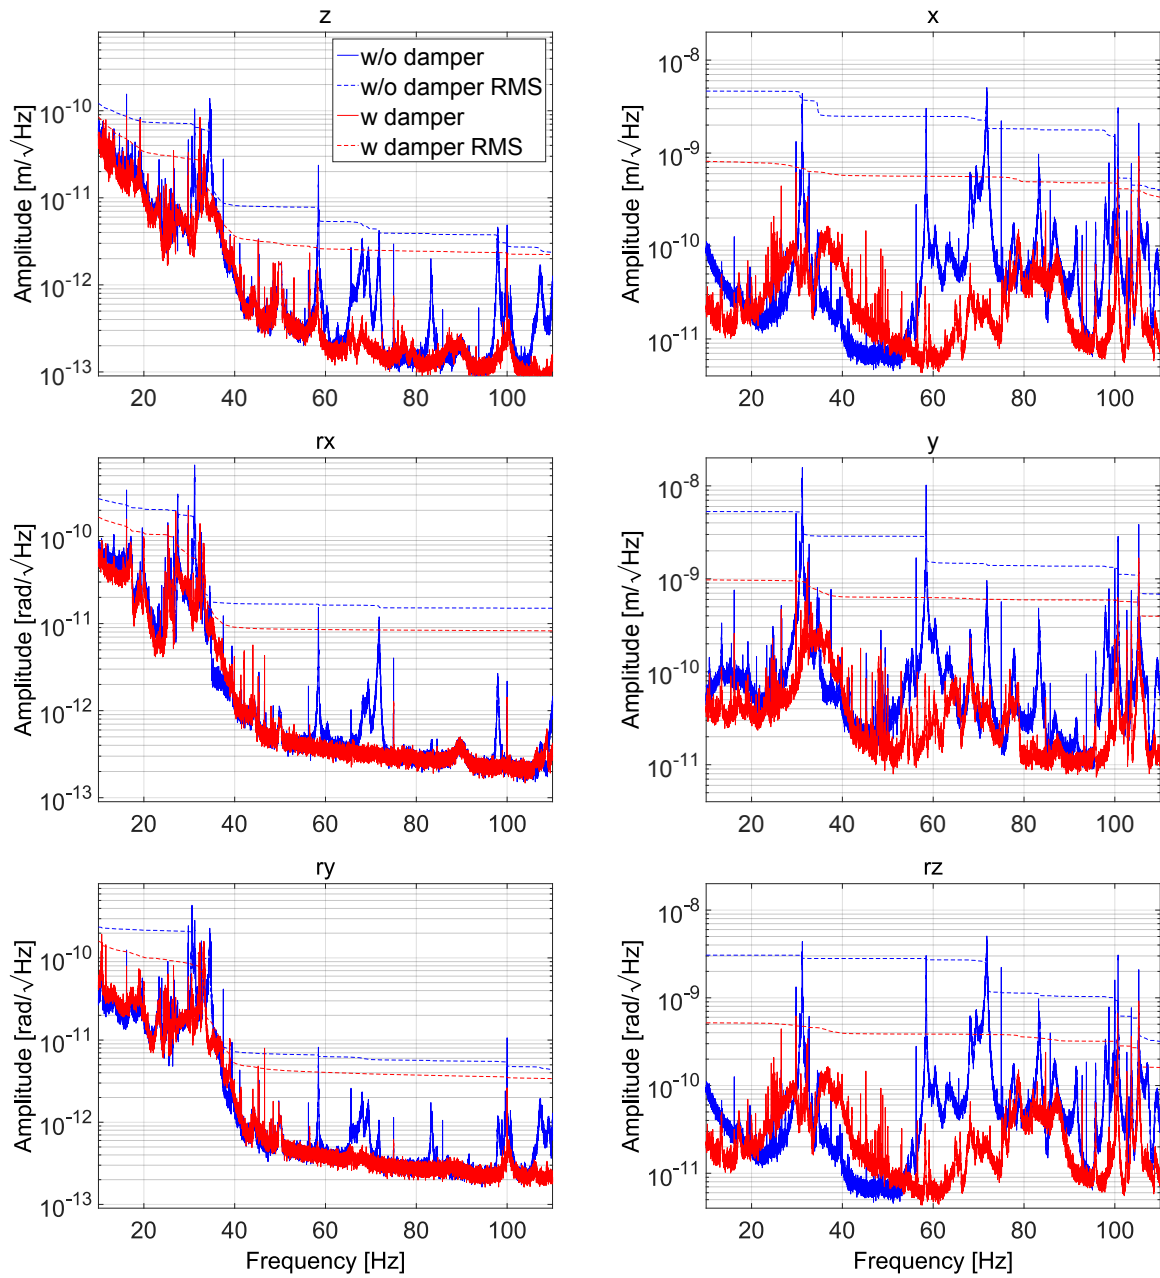 z
Amplitude [m/√Hz]
10-10
10-11
10-12
10-13
w/o damper
w/o damper RMS
w damper
w damper RMS
20 40 60 80 100
x
Amplitude [m/√Hz]
10-8
10-9
10-10
10-11
20 40 60 80 100
rx
Amplitude [rad/√Hz]
10-10
10-11
10-12
10-13
20 40 60 80 100
y
Amplitude [m/√Hz]
10-8
10-9
10-10
10-11
20 40 60 80 100
ry
Amplitude [rad/√Hz]
10-10
10-11
10-12
10-13
20 40 60 80 100
Frequency [Hz]
rz
Amplitude [rad/√Hz]
10-8
10-9
10-10
10-11
20 40 60 80 100
Frequency [Hz]